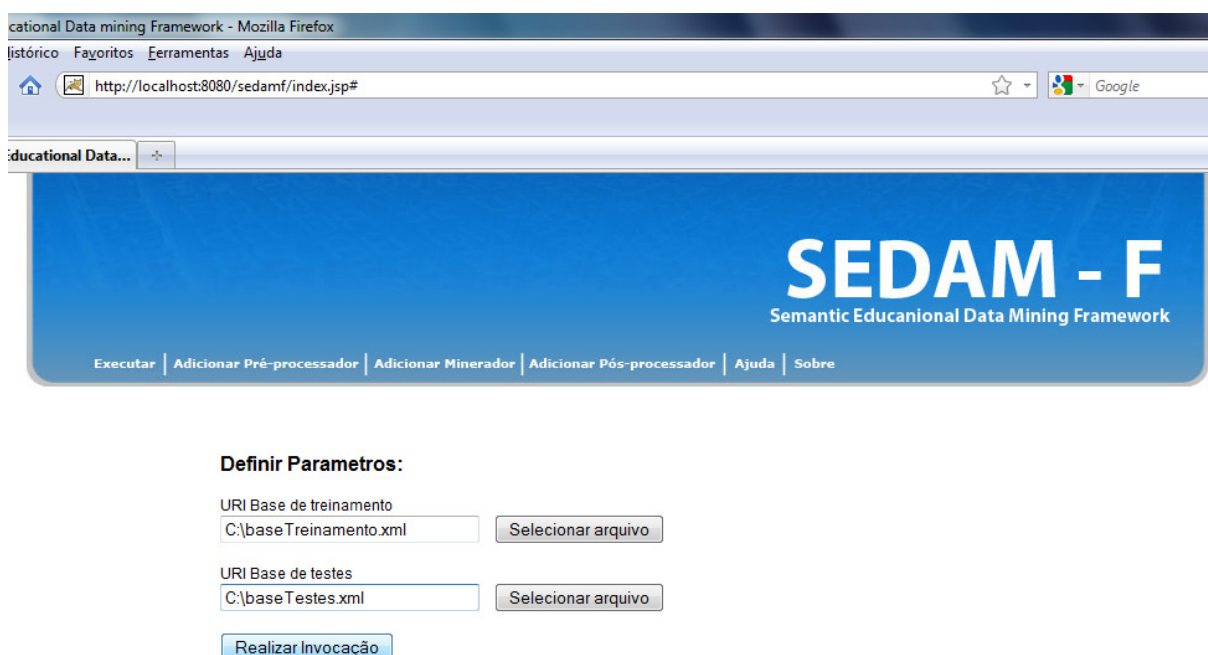 cational Data mining Framework - Mozilla Firefox
listórico Favoritos Ferramentas Ajuda
http://localhost:8080/sedamf/index.jsp#
Google
Educational Data...
SEDAM - F
Semantic Educanional Data Mining Framework
Executar | Adicionar Pré-processador | Adicionar Minerador | Adicionar Pós-processador | Ajuda | Sobre
Definir Parametros:
URI Base de treinamento
C:\baseTreinamento.xml Selecionar arquivo
URI Base de testes
C:\baseTestes.xml Selecionar arquivo
Realizar Invocação